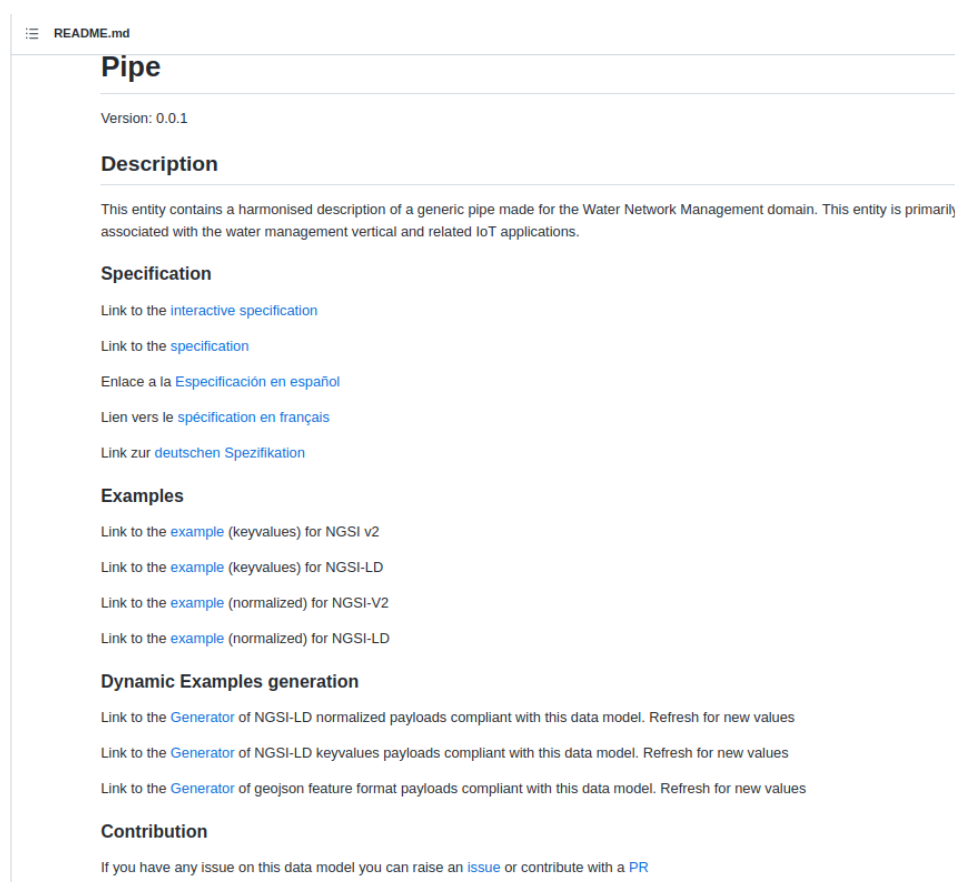 README.md
Pipe
Version: 0.0.1
Description
This entity contains a harmonised description of a generic pipe made for the Water Network Management domain. This entity is primarily
associated with the water management vertical and related IoT applications.
Specification
Link to the interactive specification
Link to the specification
Enlace a la Especificación en español
Lien vers le spécification en français
Link zur deutschen Spezifikation
Examples
Link to the example (keyvalues) for NGSI v2
Link to the example (keyvalues) for NGSI-LD
Link to the example (normalized) for NGSI-V2
Link to the example (normalized) for NGSI-LD
Dynamic Examples generation
Link to the Generator of NGSI-LD normalized payloads compliant with this data model. Refresh for new values
Link to the Generator of NGSI-LD keyvalues payloads compliant with this data model. Refresh for new values
Link to the Generator of geojson feature format payloads compliant with this data model. Refresh for new values
Contribution
If you have any issue on this data model you can raise an issue or contribute with a PR